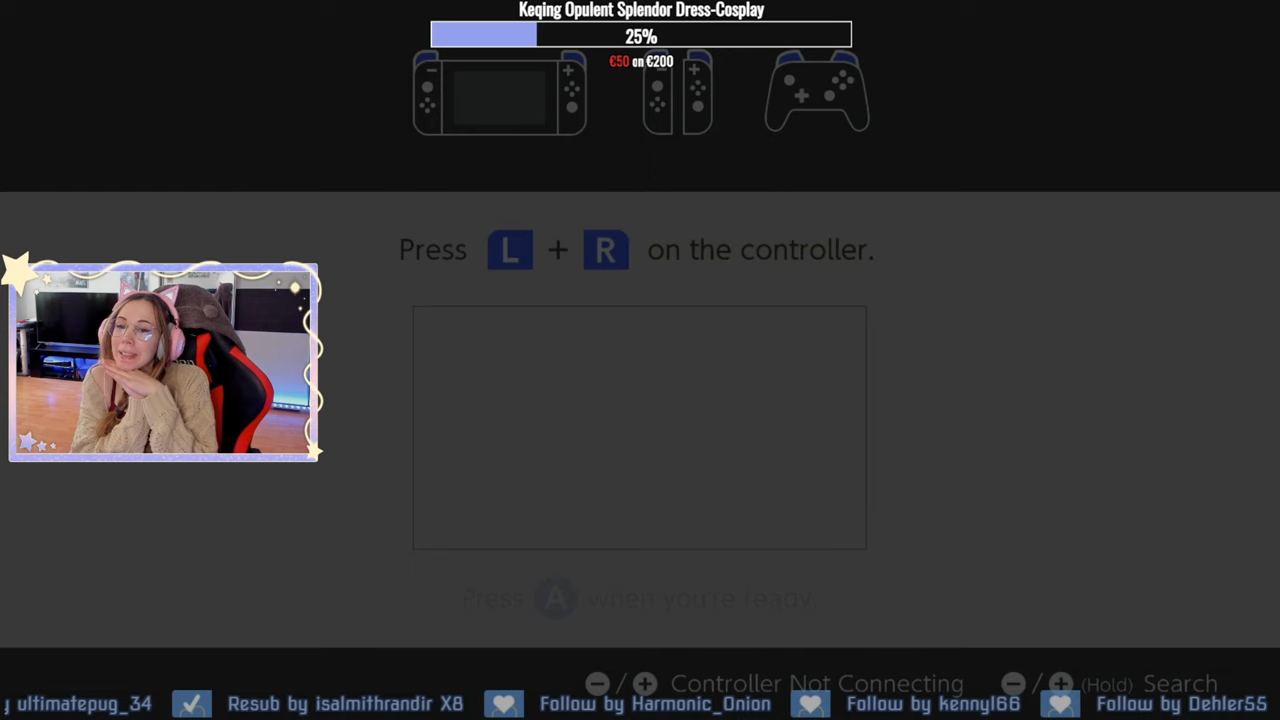 Keqing Opulent Splendor Dress-Cosplay
25%
€50 on €200
Press L + R on the controller.
Press A when you're ready
−/+ Controller Not Connecting −/+ (Hold) Search
y ultimatepug_34 Resub by isalmithrandir X8 Follow by Harmonic_Onion Follow by kennyl66 Follow by Dehler55